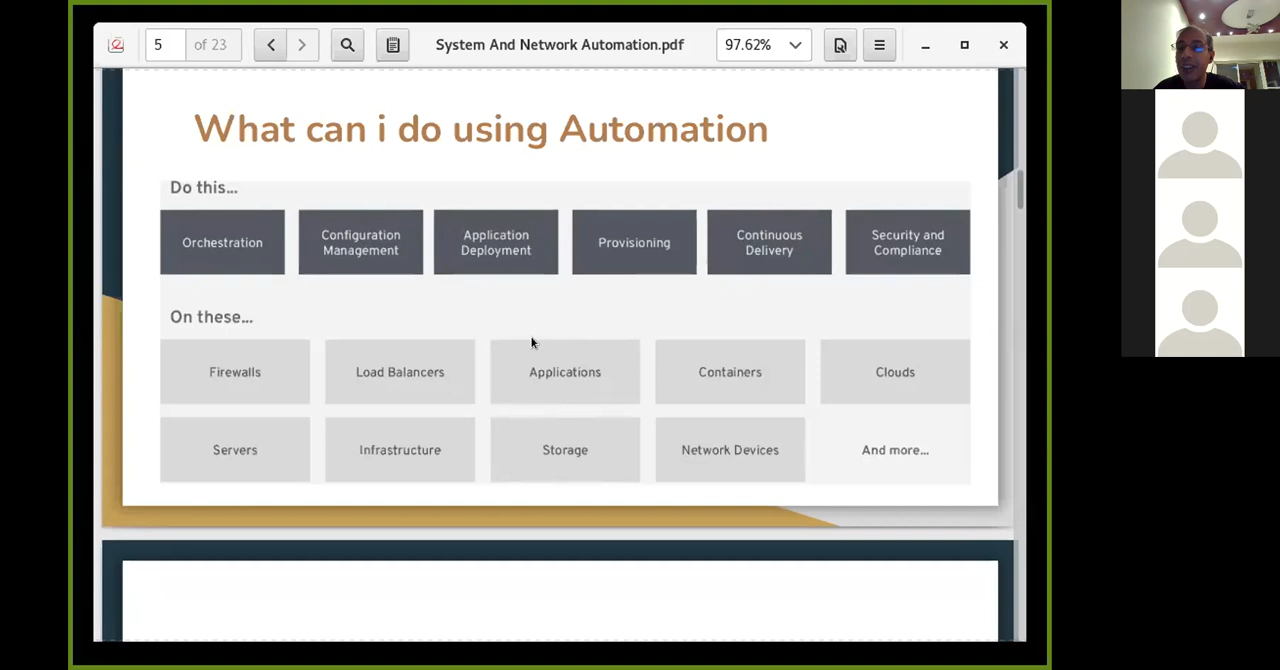 5 of 23 System And Network Automation.pdf 97.62%
What can i do using Automation
Do this...
Orchestration
Configuration
Management
Application
Deployment
Provisioning
Continuous
Delivery
Security and
Compliance
On these...
Firewalls
Load Balancers
Applications
Containers
Clouds
Servers
Infrastructure
Storage
Network Devices
And more...